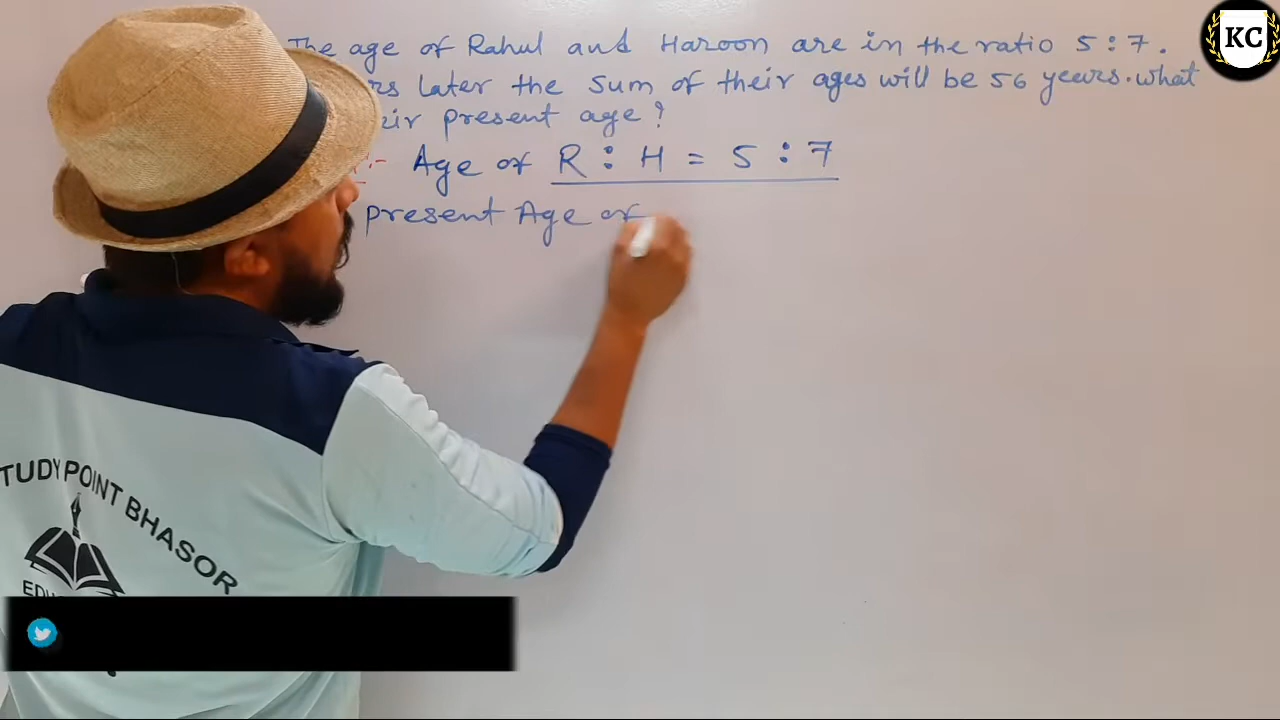 The age of Rahul and Haroon are in the ratio 5 : 7.
later the sum of their ages will be 56 years. what
present age?
Age of R : H = 5 : 7
present Age of
TUDY POINT BHASOR
KC